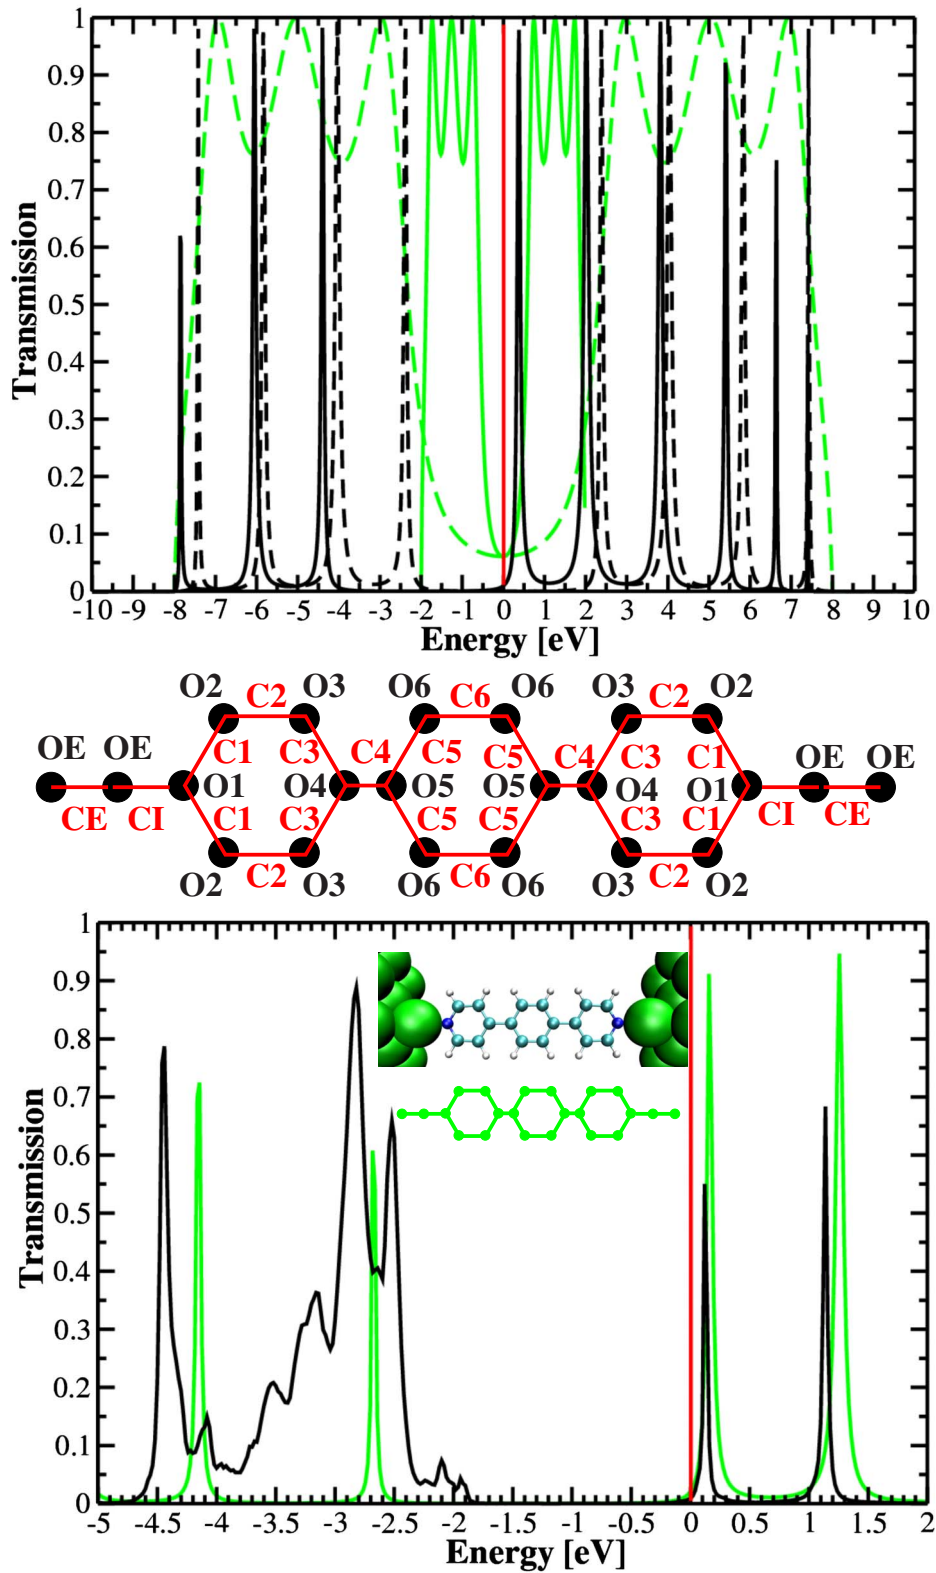 1
0.9
0.8
0.7
0.6
0.5
0.4
0.3
0.2
0.1
0
Transmission
-10 -9 -8 -7 -6 -5 -4 -3 -2 -1 0 1 2 3 4 5 6 7 8 9 10
Energy [eV]
O2 C2 O3 O6 C6 O6 O3 C2 O2
OE OE C1 C3 C4 C5 C5 C4 C3 C1 OE OE
O1 O4 O5 O5 O4 O1
CE CI C1 C3 C5 C5 C3 C1 CI CE
O2 C2 O3 O6 C6 O6 O3 C2 O2
1
0.9
0.8
0.7
0.6
0.5
0.4
0.3
0.2
0.1
0
Transmission
-5 -4.5 -4 -3.5 -3 -2.5 -2 -1.5 -1 -0.5 0 0.5 1 1.5 2
Energy [eV]